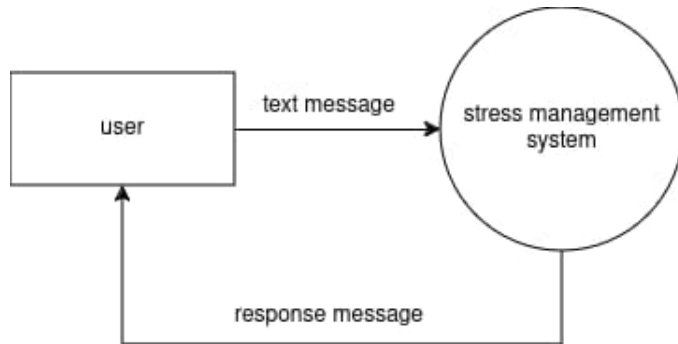 user
text message
stress management
system
response message